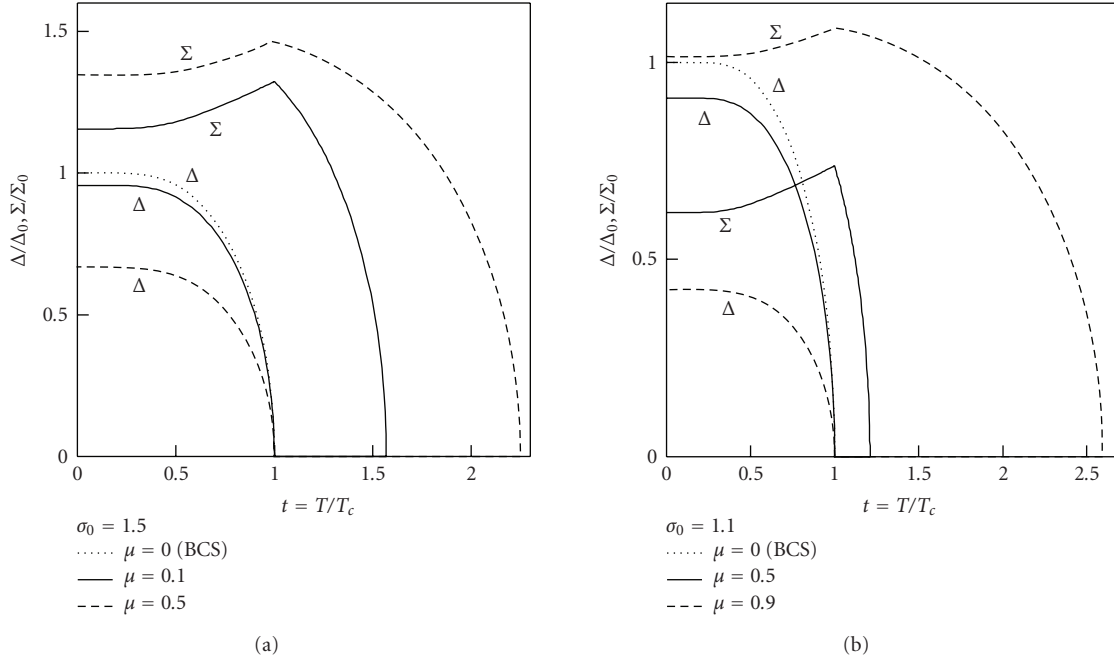 1.5
1
0.5
0
Δ/Δ₀, Σ/Σ₀
Σ
Σ
Δ
Δ
Δ
0
0.5
1
1.5
2
t = T/T_c
σ₀ = 1.5
μ = 0 (BCS)
μ = 0.1
μ = 0.5
(a)
1
0.5
0
Δ/Δ₀, Σ/Σ₀
Σ
Δ
Δ
Σ
Δ
0
0.5
1
1.5
2
2.5
t = T/T_c
σ₀ = 1.1
μ = 0 (BCS)
μ = 0.5
μ = 0.9
(b)